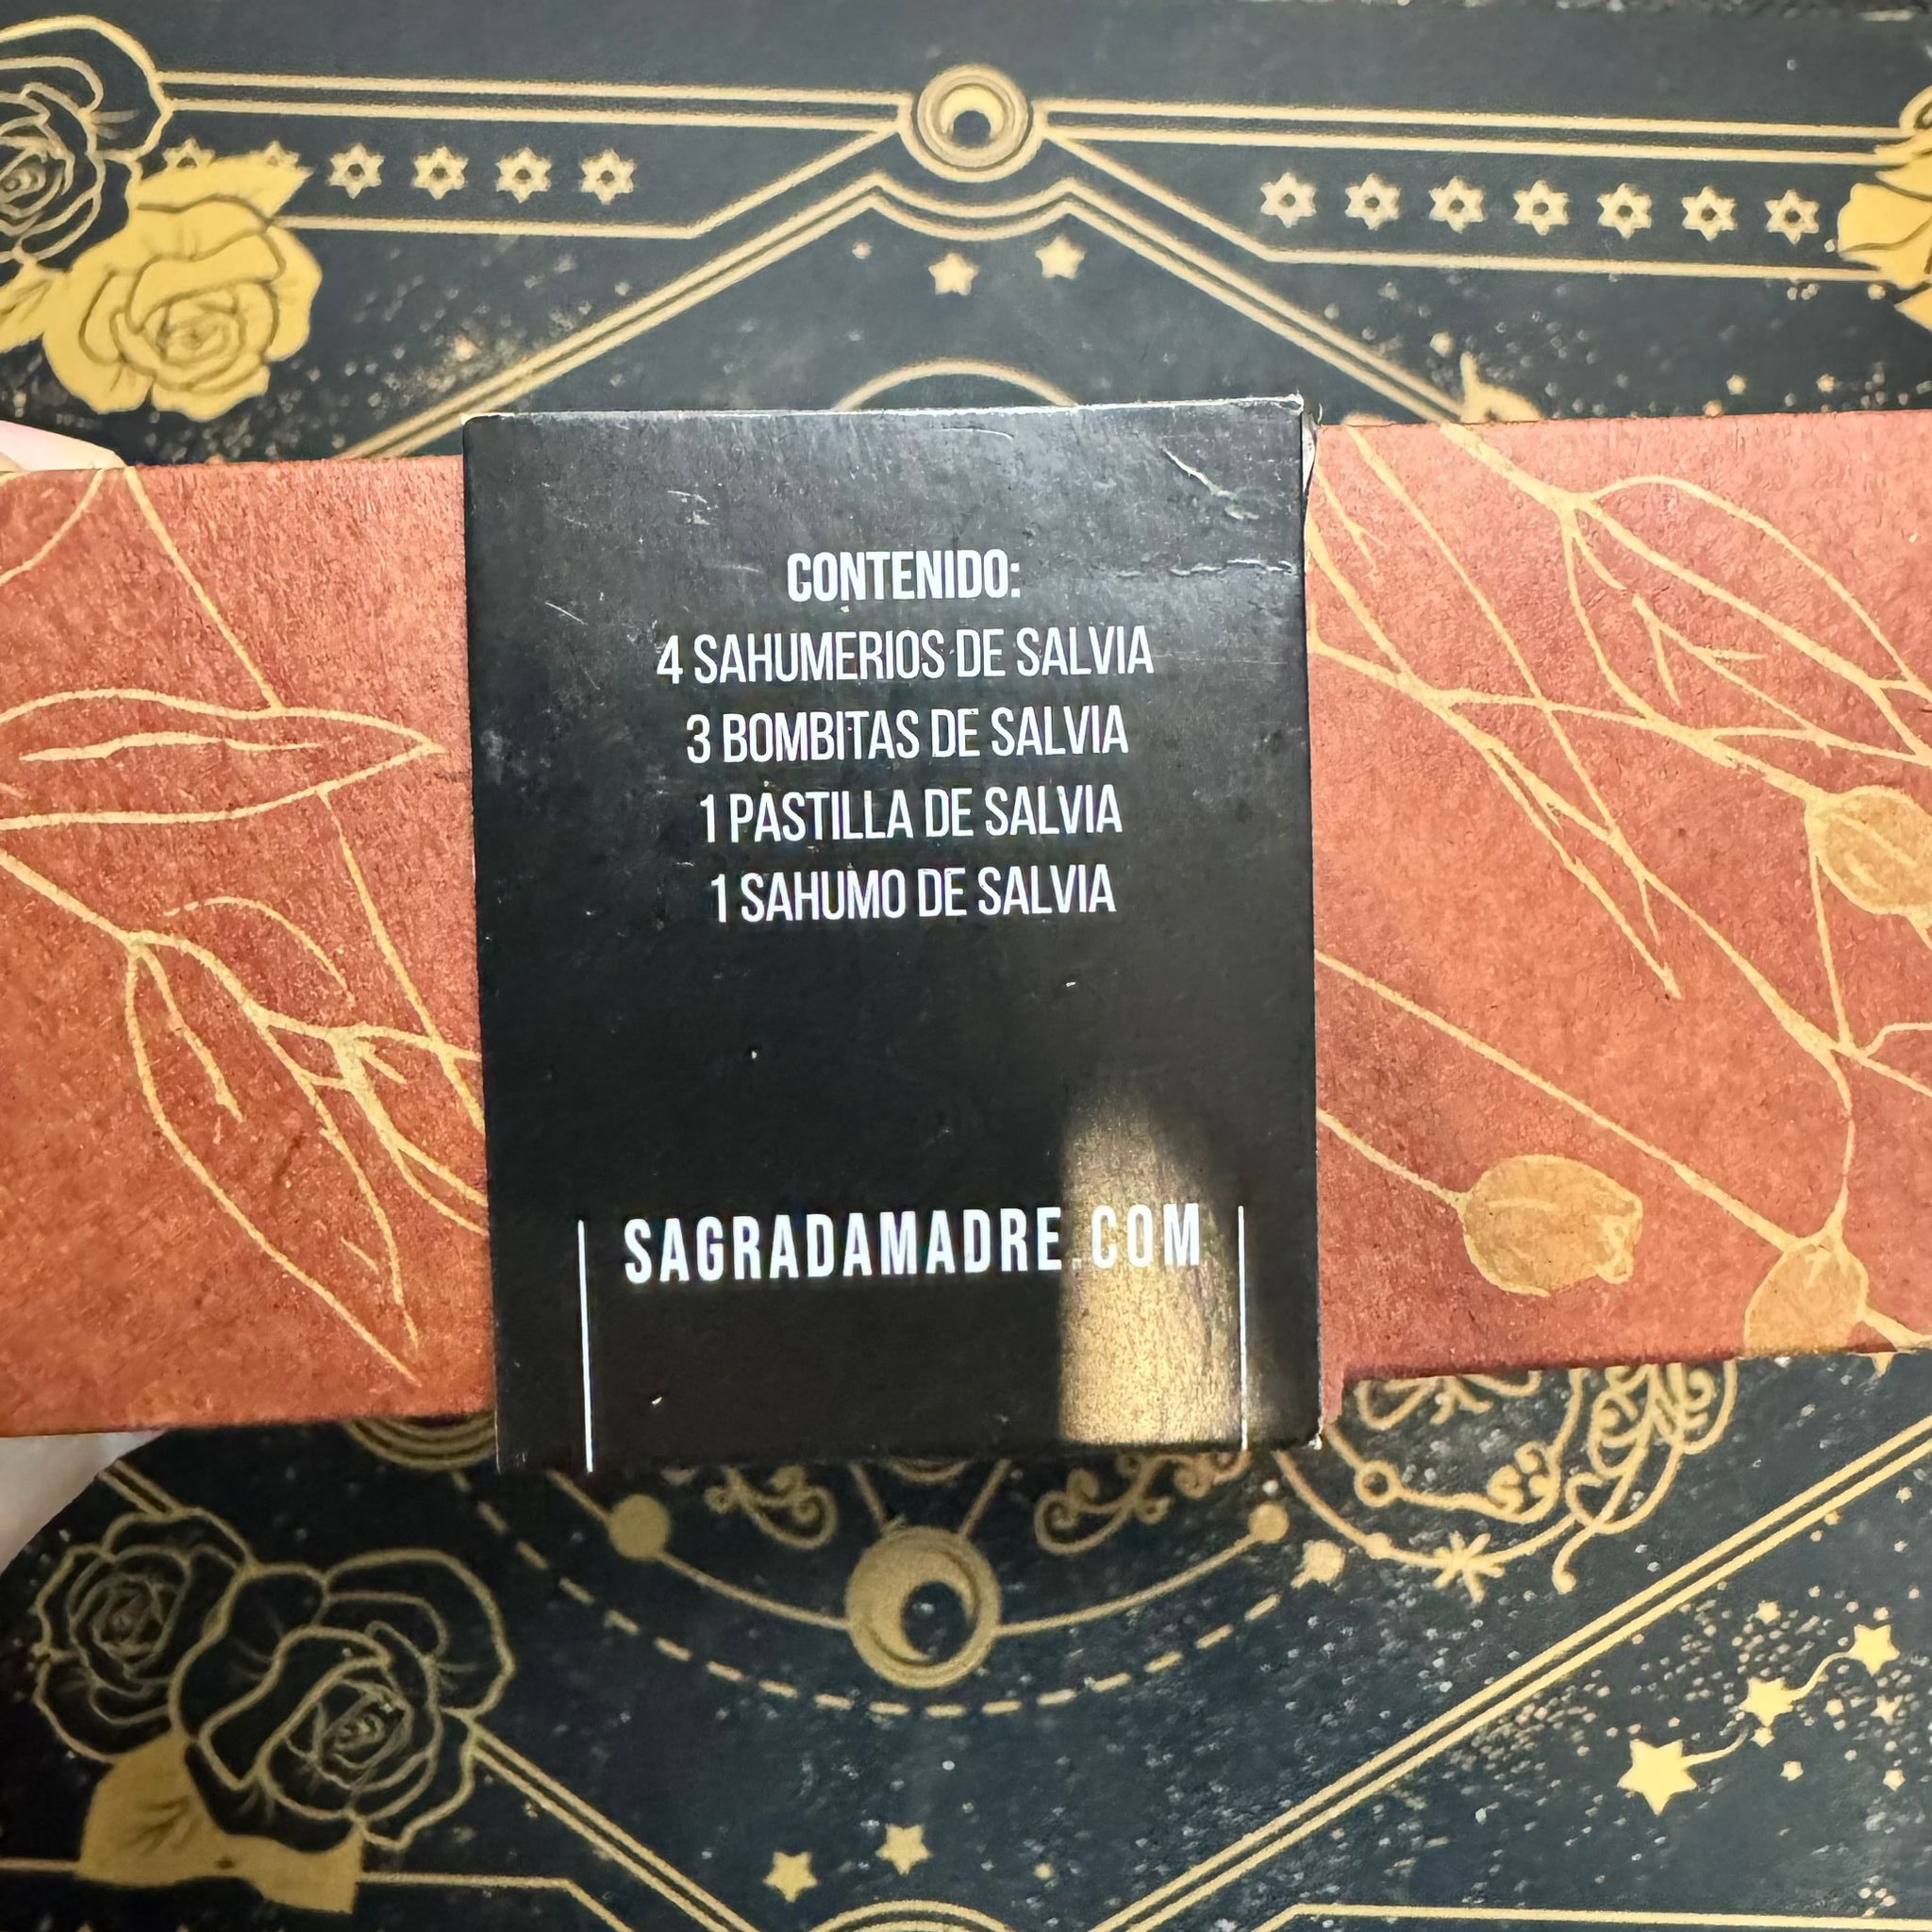 CONTENIDO:
4 SAHUMERIOS DE SALVIA
3 BOMBITAS DE SALVIA
1 PASTILLA DE SALVIA
1 SAHUMO DE SALVIA
SAGRADAMADRE.COM